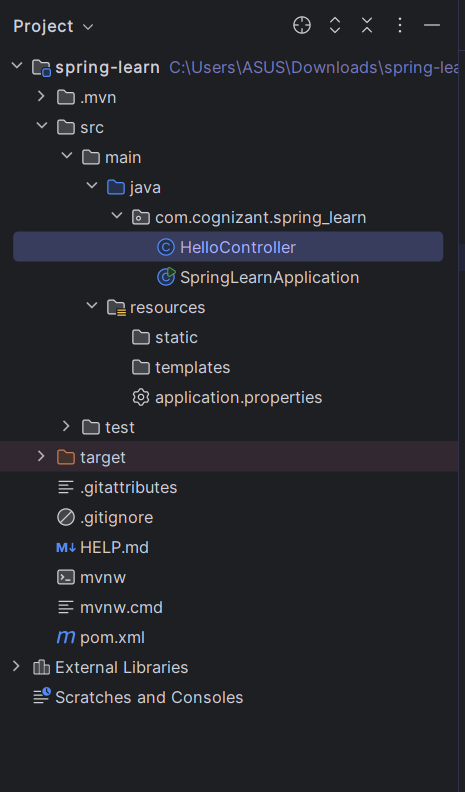 Project
spring-learn C:\Users\ASUS\Downloads\spring-lea
.mvn
src
main
java
com.cognizant.spring_learn
HelloController
SpringLearnApplication
resources
static
templates
application.properties
test
target
.gitattributes
.gitignore
M↓ HELP.md
mvnw
mvnw.cmd
m pom.xml
External Libraries
Scratches and Consoles